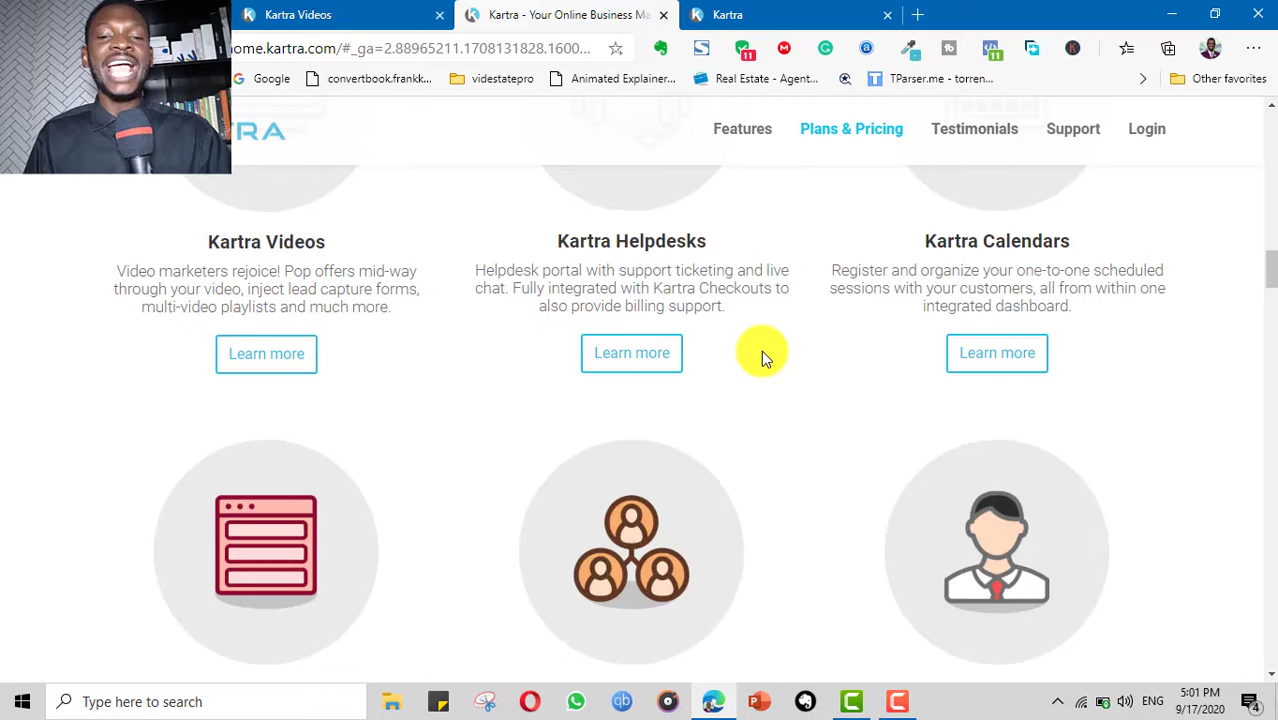 Kartra Videos
Kartra - Your Online Business Ma
Kartra
home.kartra.com/#_ga=2.88965211.1708131828.1600...
11
11
Google
convertbook.frankk...
videstatepro
Animated Explainer...
Real Estate - Agent...
TParser.me - torren...
Other favorites
TRA
Features
Plans & Pricing
Testimonials
Support
Login
Kartra Videos
Video marketers rejoice! Pop offers mid-way
through your video, inject lead capture forms,
multi-video playlists and much more.
Learn more
Kartra Helpdesks
Helpdesk portal with support ticketing and live
chat. Fully integrated with Kartra Checkouts to
also provide billing support.
Learn more
Kartra Calendars
Register and organize your one-to-one scheduled
sessions with your customers, all from within one
integrated dashboard.
Learn more
Type here to search
qb
ENG
5:01 PM
9/17/2020
4